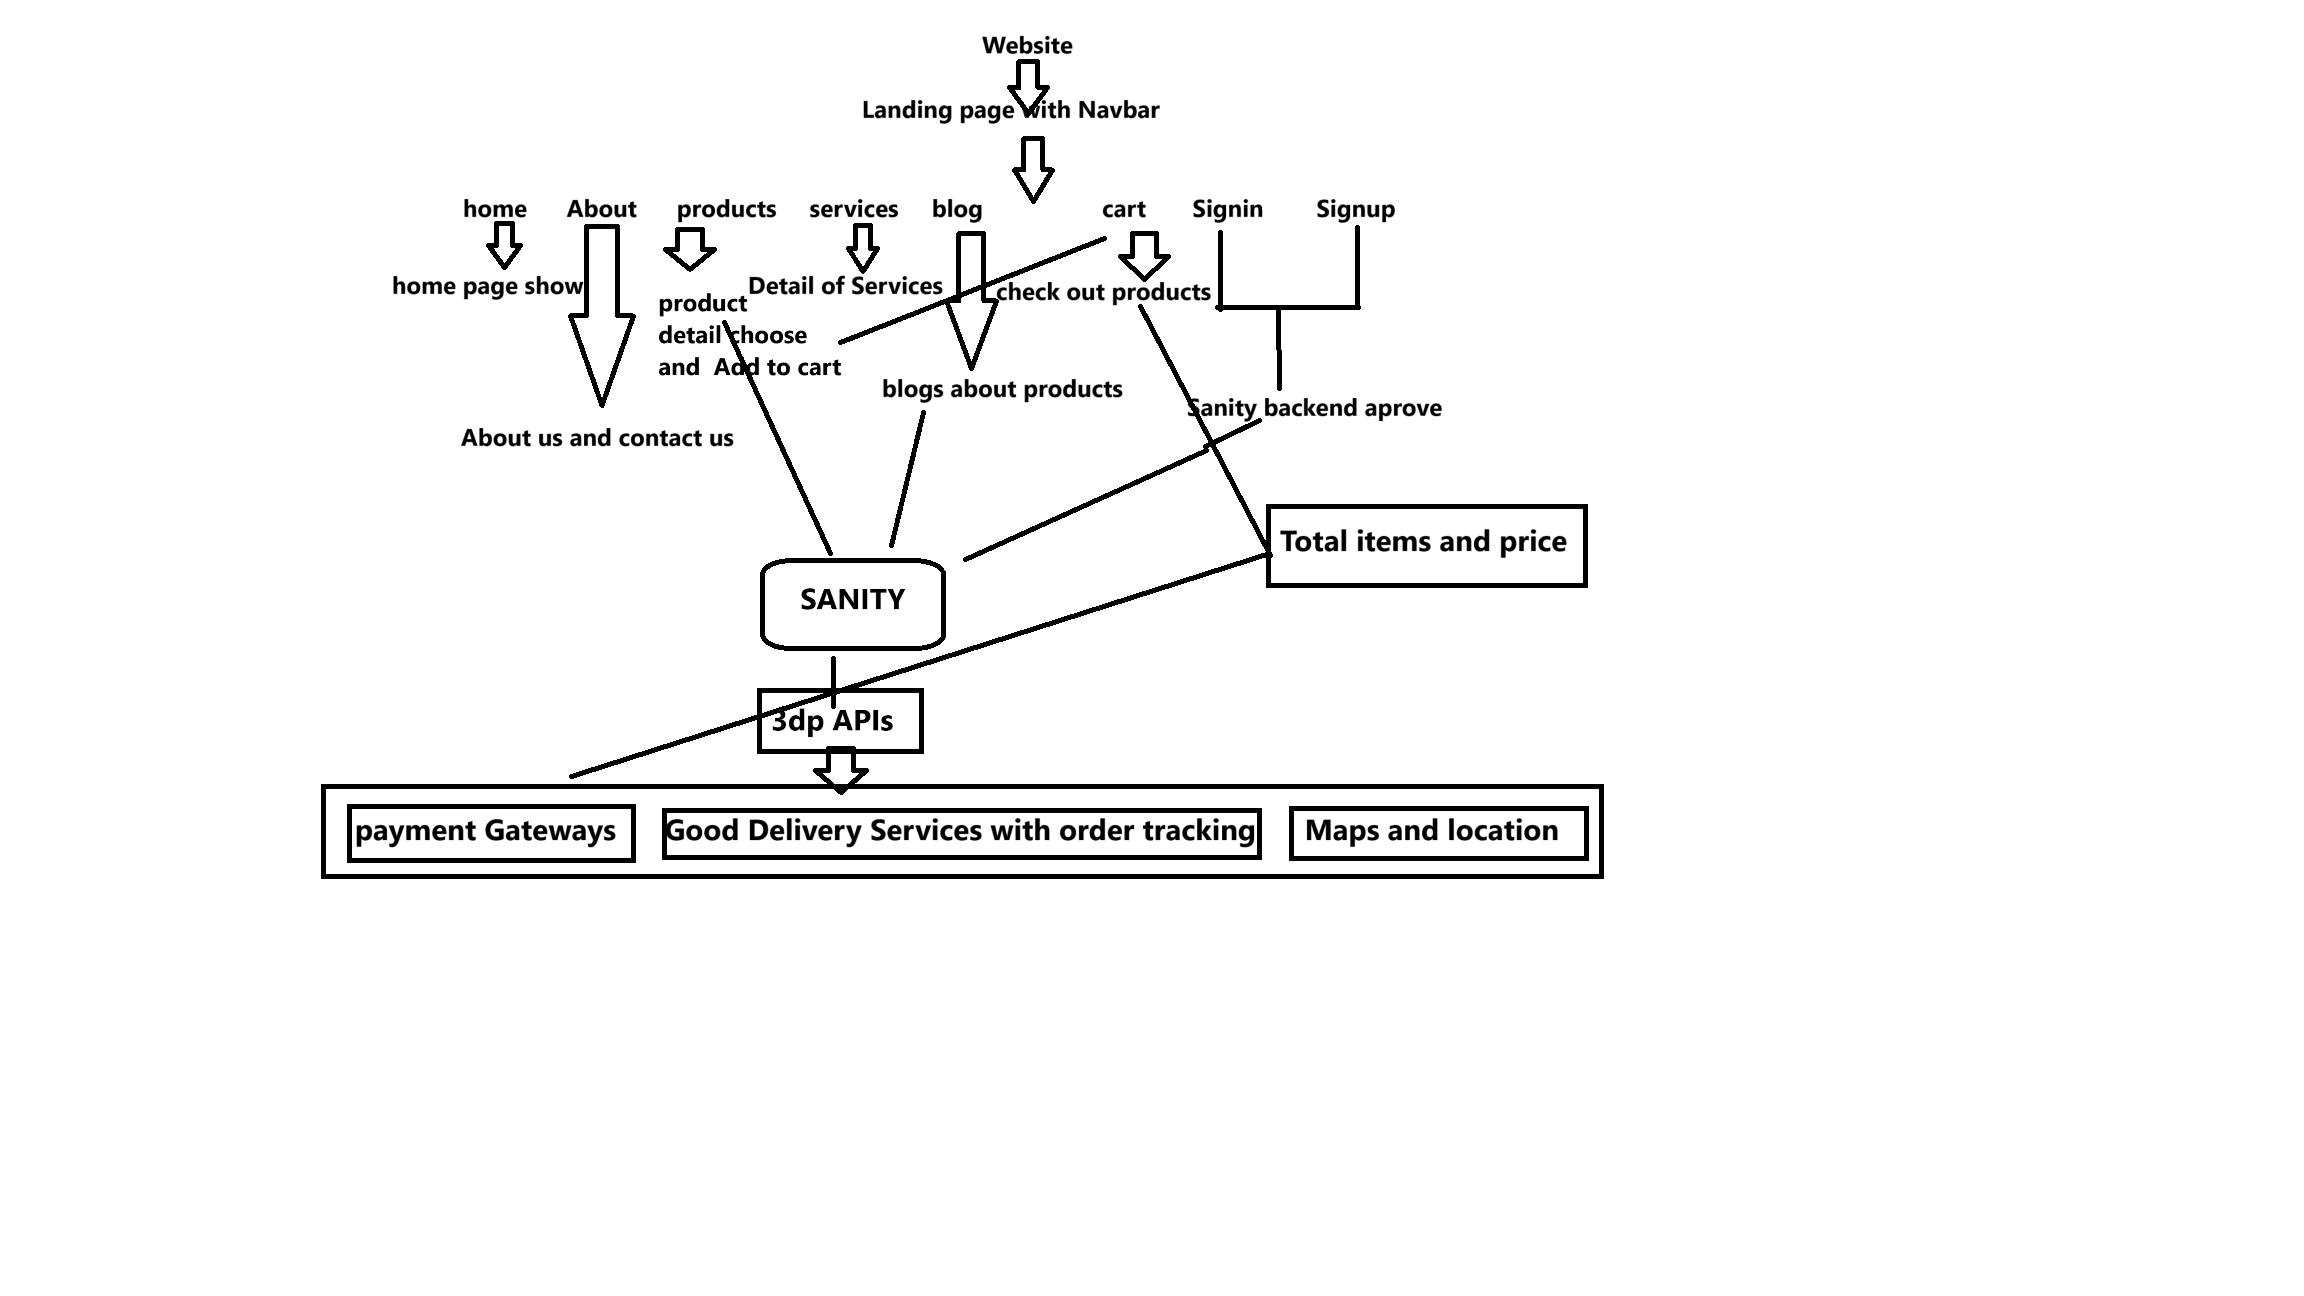 Website
Landing page with Navbar
home About products services blog cart Signin Signup
home page show
Detail of Services
check out products
product
detail choose
and Add to cart
blogs about products
Sanity backend aprove
About us and contact us
Total items and price
SANITY
3dp APIs
payment Gateways
Good Delivery Services with order tracking
Maps and location